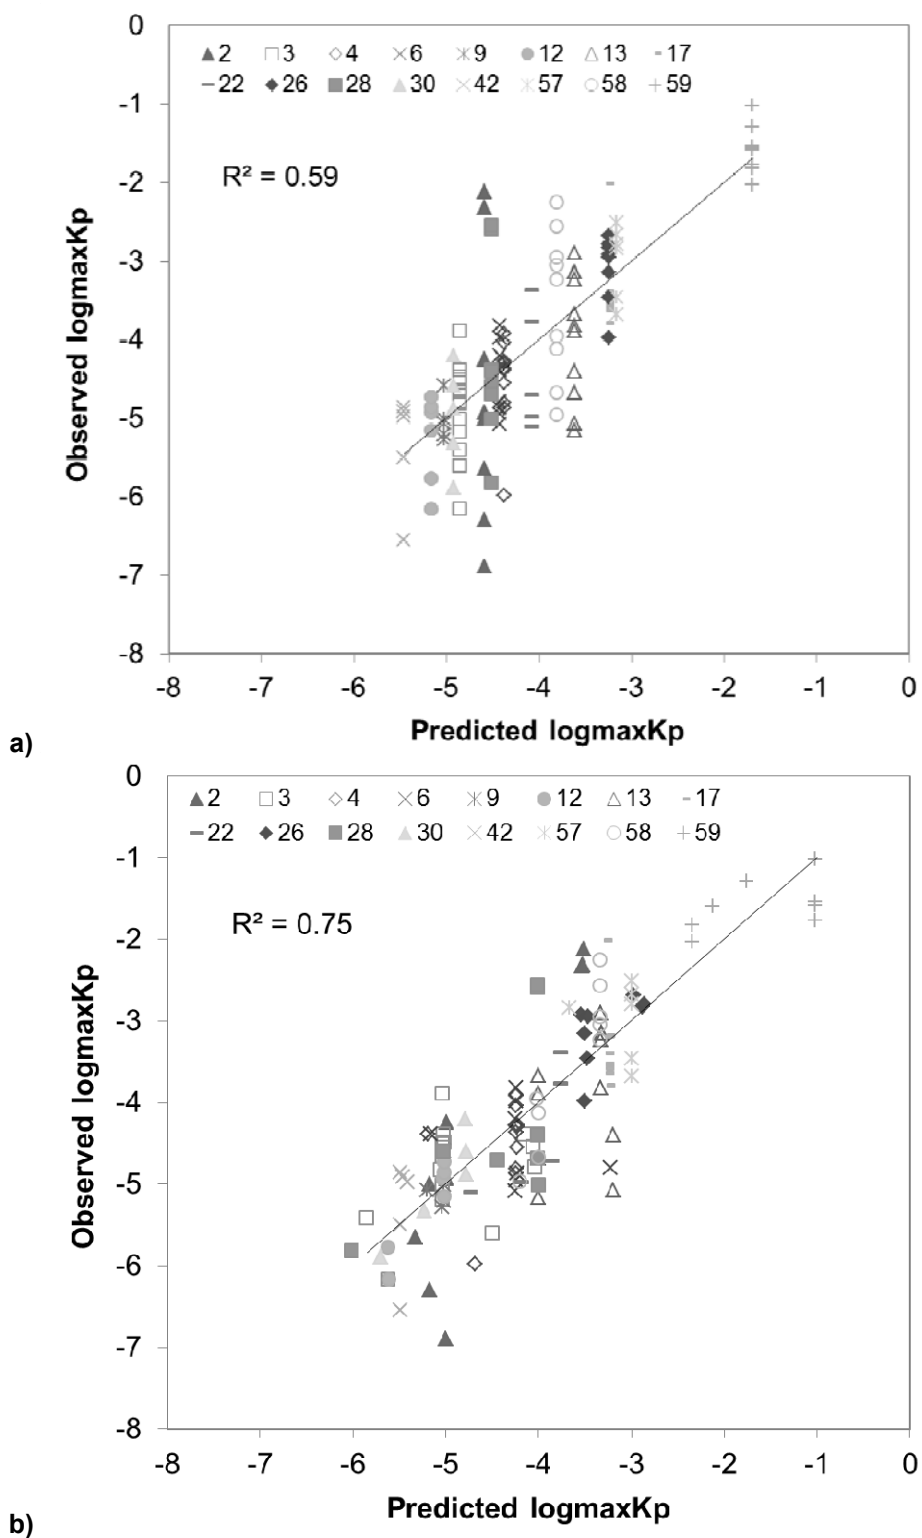 0
2 3 4 6 9 12 13 17
22 26 28 30 42 57 58 59
-1
R² = 0.59
-2
-3
-4
-5
-6
-7
-8
Observed logmaxKp
-8 -7 -6 -5 -4 -3 -2 -1 0
Predicted logmaxKp
a)
0
2 3 4 6 9 12 13 17
22 26 28 30 42 57 58 59
-1
R² = 0.75
-2
-3
-4
-5
-6
-7
-8
Observed logmaxKp
-8 -7 -6 -5 -4 -3 -2 -1 0
Predicted logmaxKp
b)